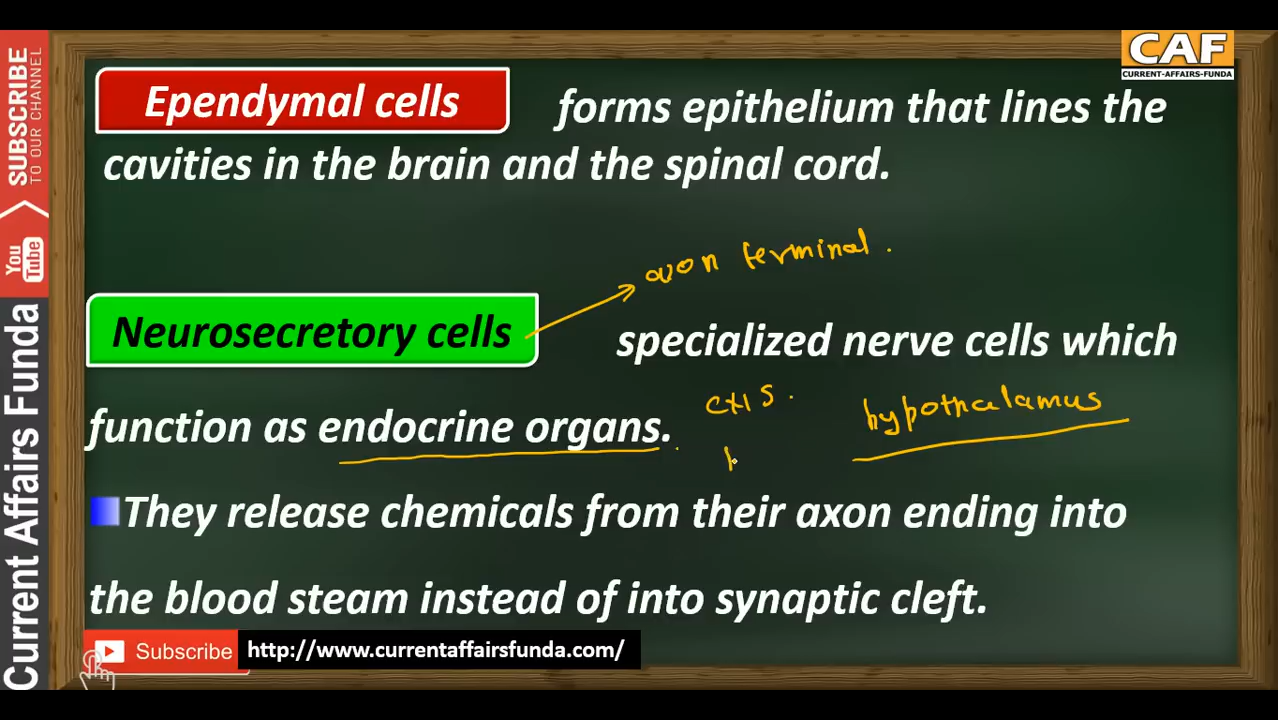 CAF
CURRENT-AFFAIRS-FUNDA
SUBSCRIBE
TO OUR CHANNEL
You Tube
Current Affairs Funda
Ependymal cells forms epithelium that lines the
cavities in the brain and the spinal cord.
axon terminal.
Neurosecretory cells specialized nerve cells which
function as endocrine organs.
hypothalamus
They release chemicals from their axon ending into
the blood steam instead of into synaptic cleft.
Subscribe http://www.currentaffairsfunda.com/